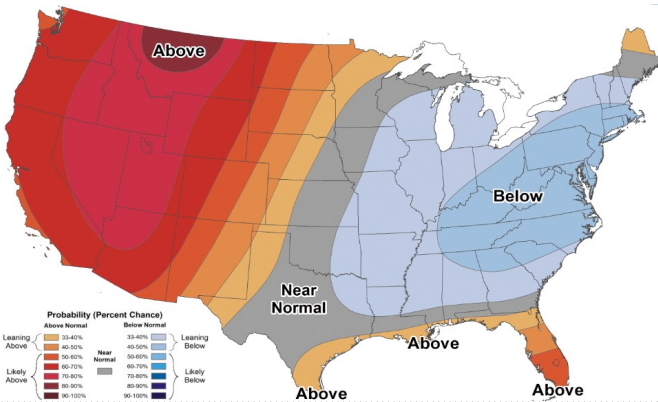 Above
Below
Near
Normal
Above
Above
Above
Probability (Percent Chance)
Above Normal
Below Normal
Leaning
Above
33-40%
40-50%
Likely
Above
50-60%
60-70%
70-80%
80-90%
90-100%
Near
Normal
33-40%
40-50%
Leaning
Below
50-60%
60-70%
70-80%
80-90%
90-100%
Likely
Below